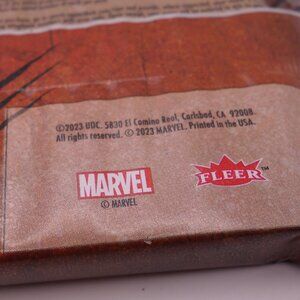 ©2023 UDC. 5830 El Camino Real, Carlsbad, CA 92008.
All rights reserved. © 2023 MARVEL. Printed in the USA.
MARVEL
FLEER™
© MARVEL